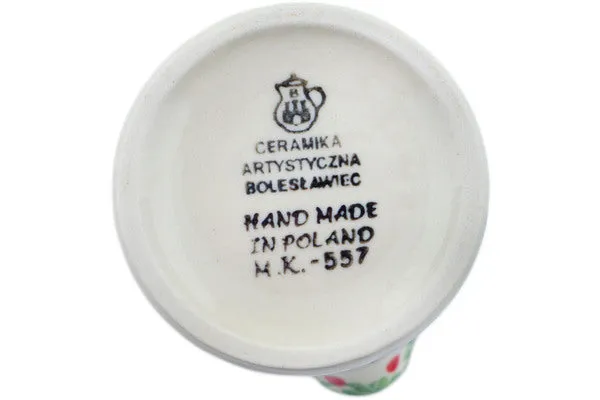 B
CERAMIKA
ARTYSTYCZNA
BOLESŁAWIEC
HAND MADE
IN POLAND
M.K.-557